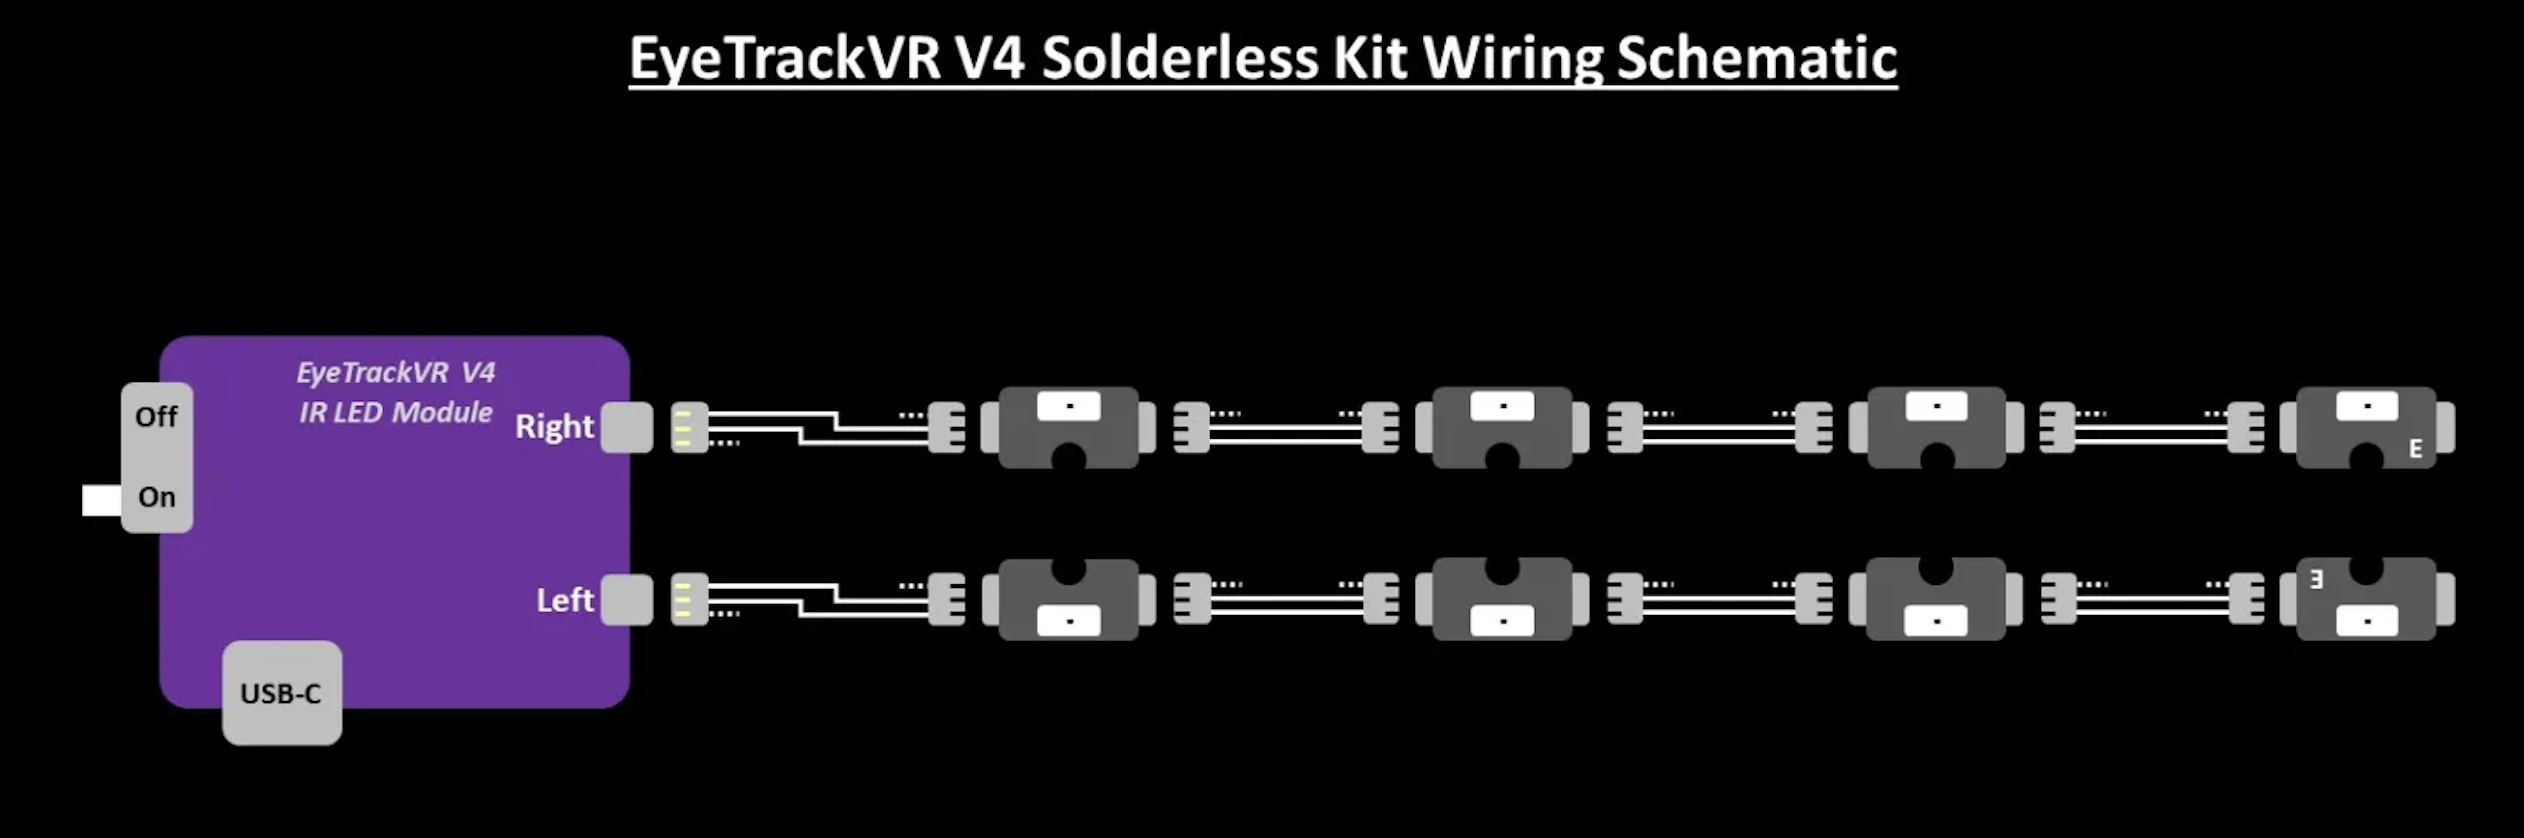 EyeTrackVR V4 Solderless Kit Wiring Schematic
EyeTrackVR V4
IR LED Module
Off
On
Right
Left
USB-C
E
E